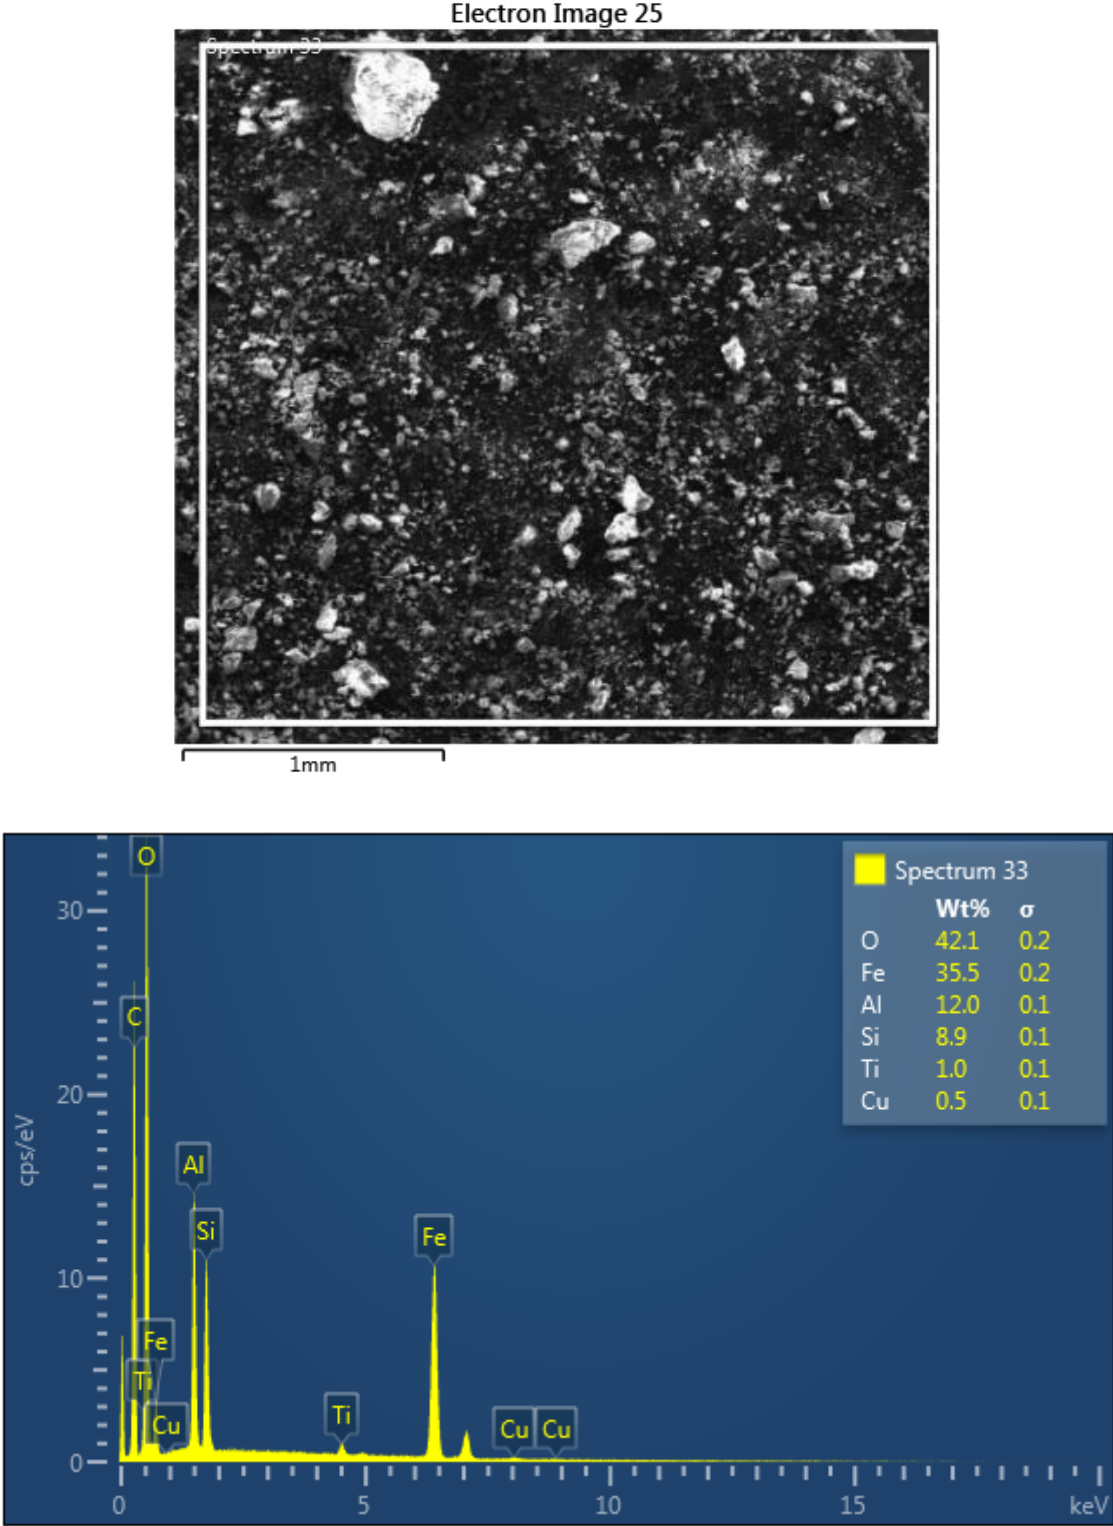 Electron Image 25
Spectrum 33
1mm
Spectrum 33
Wt% σ
O 42.1 0.2
Fe 35.5 0.2
Al 12.0 0.1
Si 8.9 0.1
Ti 1.0 0.1
Cu 0.5 0.1
cps/eV
30
20
10
0
O
C
Al
Si
Fe
Fe
Ti
Cu
Ti
Cu
Cu
0 5 10 15 keV